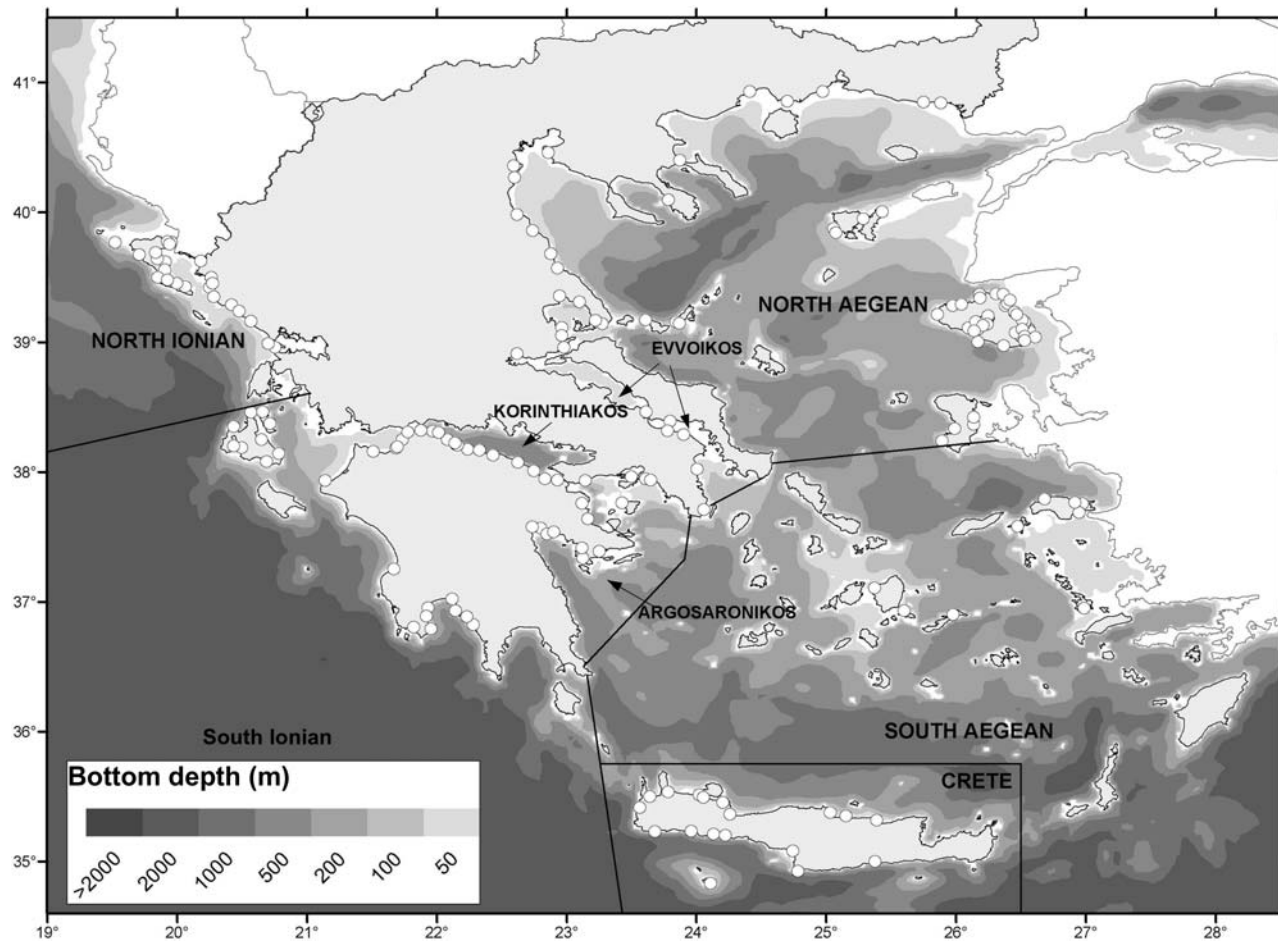 41°
40°
39°
38°
37°
36°
35°
NORTH AEGEAN
NORTH IONIAN
EVVOIKOS
KORINTHIAKOS
ARGOSARONIKOS
South Ionian
SOUTH AEGEAN
CRETE
Bottom depth (m)
>2000 2000 1000 500 200 100 50
19° 20° 21° 22° 23° 24° 25° 26° 27° 28°